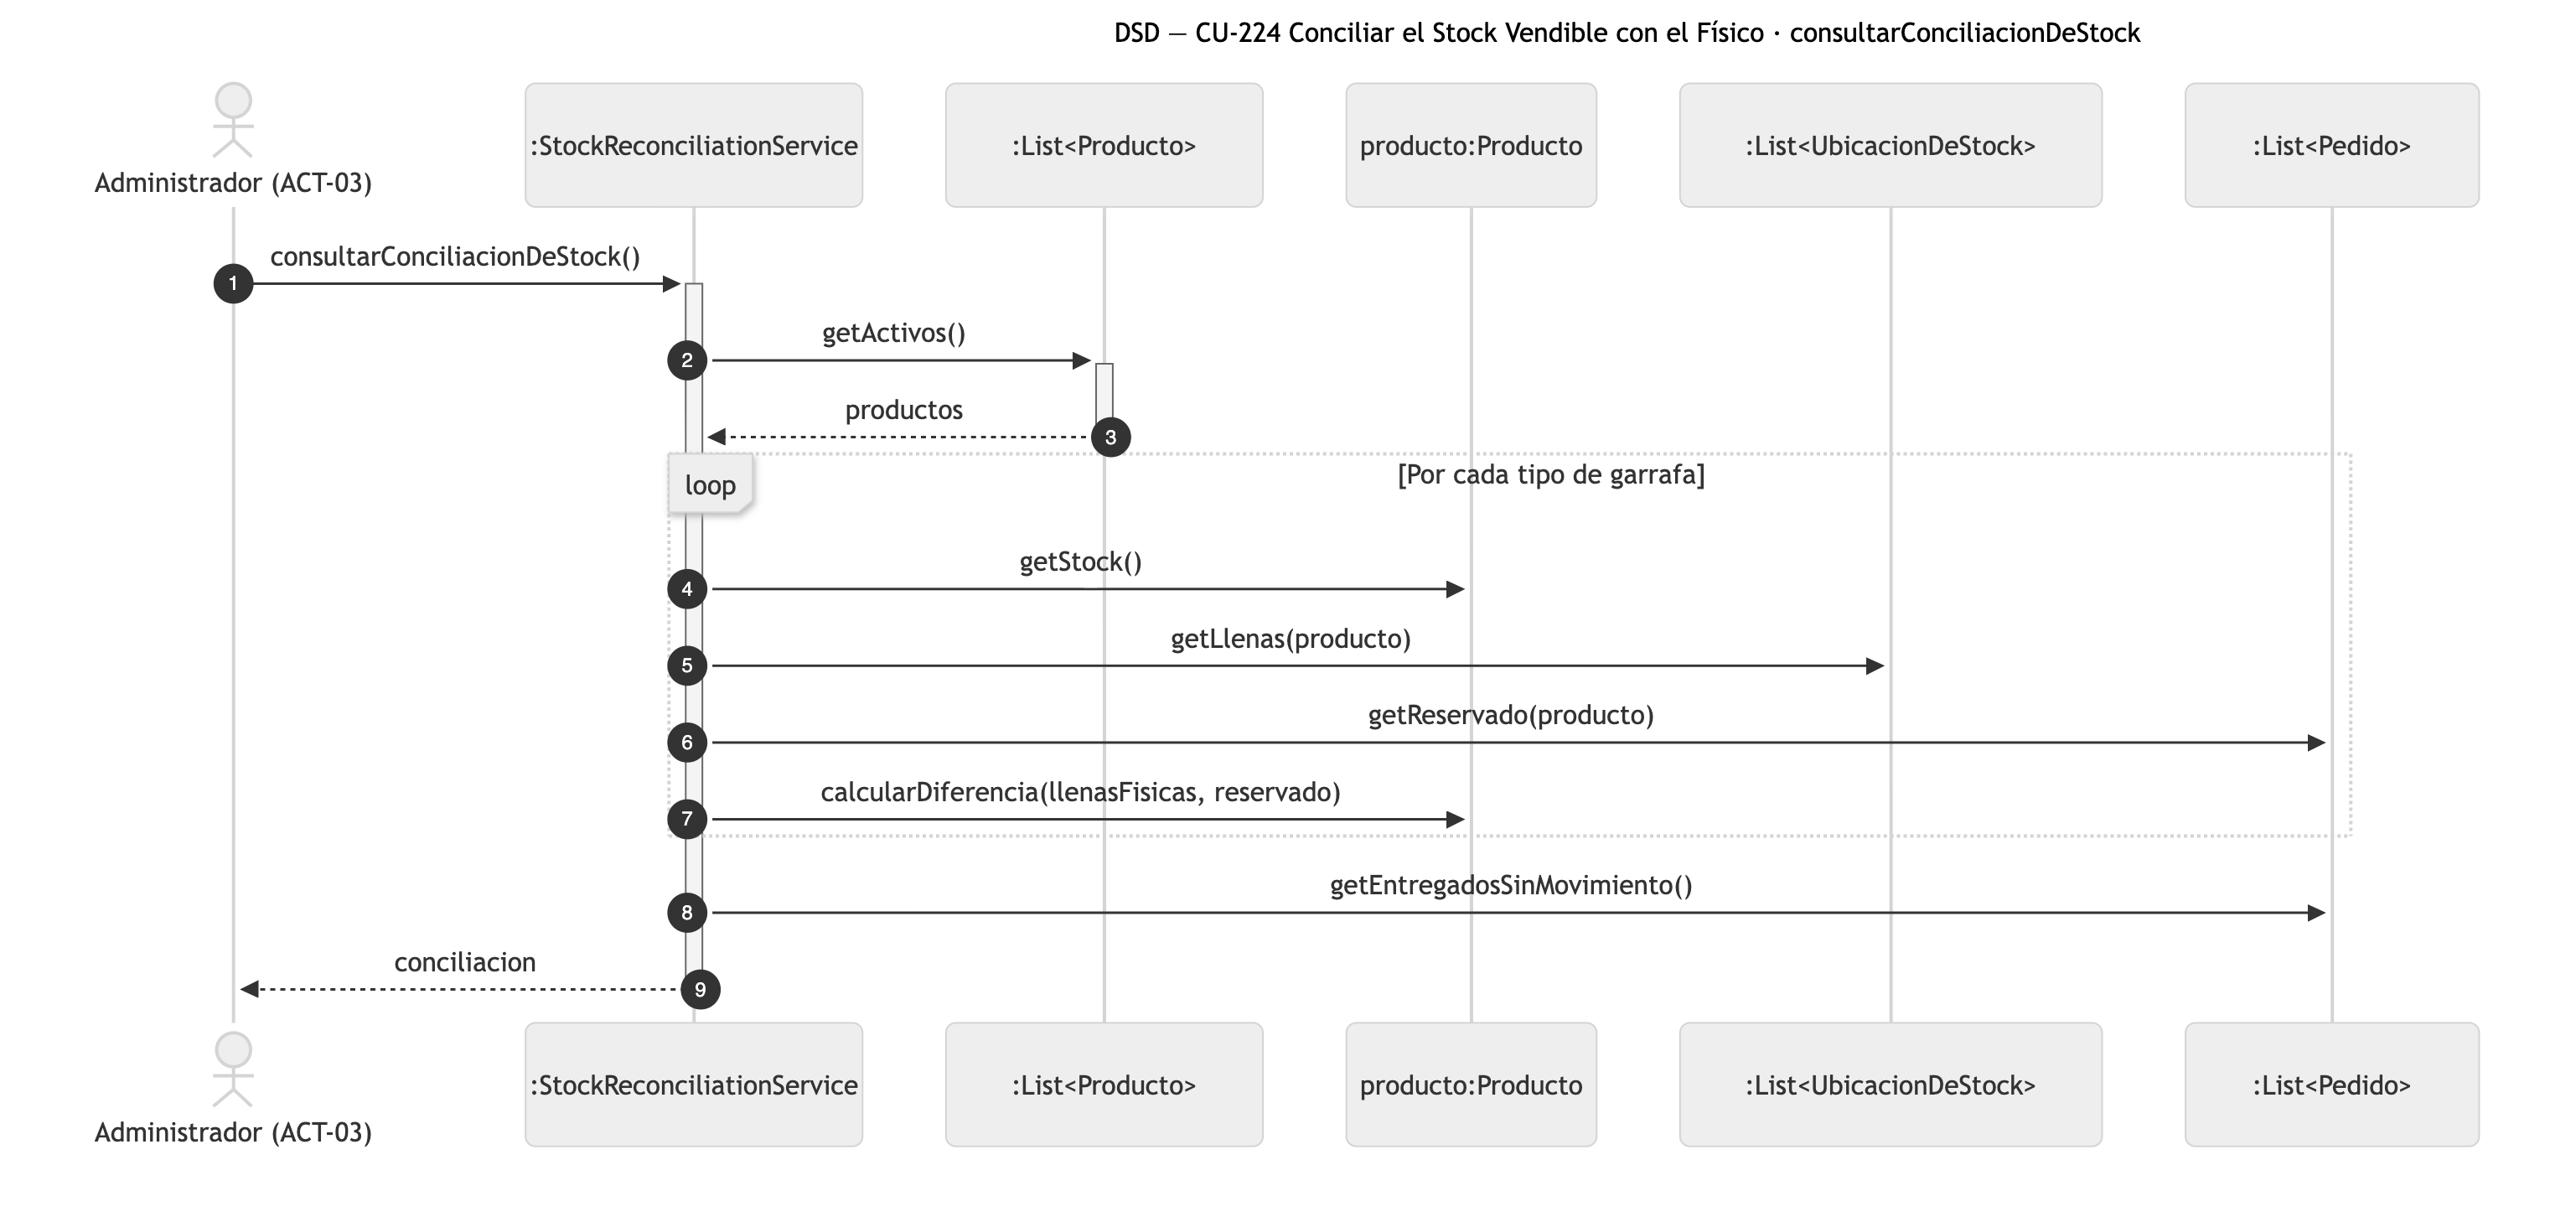 DSD — CU-224 Conciliar el Stock Vendible con el Físico · consultarConciliacionDeStock
Administrador (ACT-03)
:StockReconciliationService
:List<Producto>
producto:Producto
:List<UbicacionDeStock>
:List<Pedido>
consultarConciliacionDeStock()
1
getActivos()
2
productos
3
loop
[Por cada tipo de garrafa]
getStock()
4
getLlenas(producto)
5
getReservado(producto)
6
calcularDiferencia(llenasFisicas, reservado)
7
getEntregadosSinMovimiento()
8
conciliacion
9
Administrador (ACT-03)
:StockReconciliationService
:List<Producto>
producto:Producto
:List<UbicacionDeStock>
:List<Pedido>